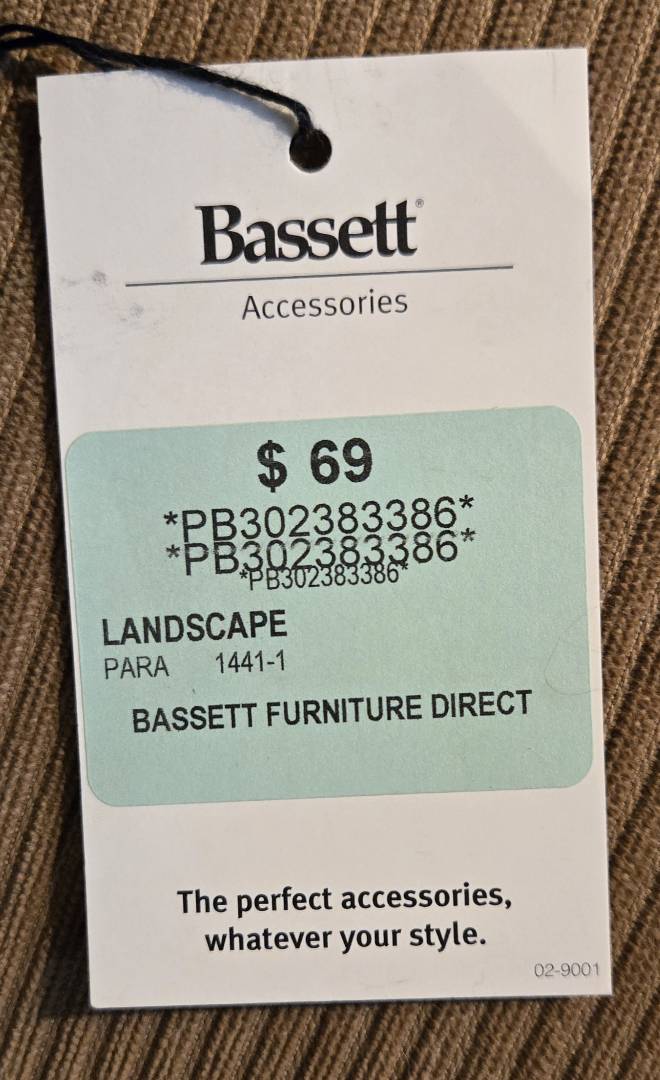 Bassett®
Accessories
$ 69
*PB302383386*
*PB302383386*
*PB302383386*
LANDSCAPE
PARA 1441-1
BASSETT FURNITURE DIRECT
The perfect accessories,
whatever your style.
02-9001